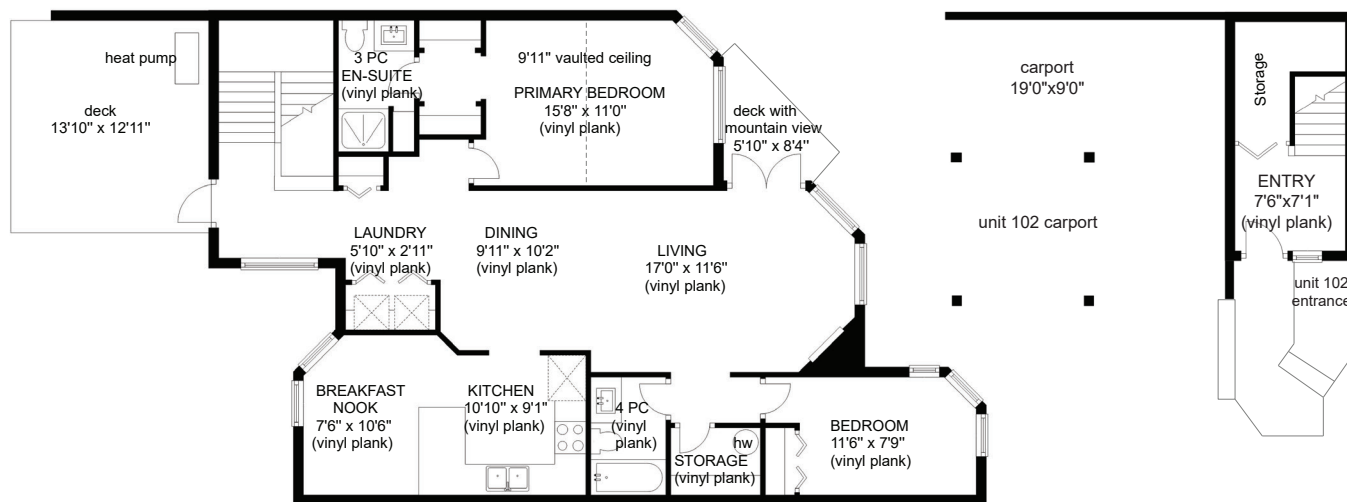 heat pump
deck
13'10" x 12'11"
3 PC
EN-SUITE
(vinyl plank)
9'11" vaulted ceiling
PRIMARY BEDROOM
15'8" x 11'0"
(vinyl plank)
deck with
mountain view
5'10" x 8'4"
LAUNDRY
5'10" x 2'11"
(vinyl plank)
DINING
9'11" x 10'2"
(vinyl plank)
LIVING
17'0" x 11'6"
(vinyl plank)
BREAKFAST
NOOK
7'6" x 10'6"
(vinyl plank)
KITCHEN
10'10" x 9'1"
(vinyl plank)
4 PC
(vinyl
plank)
hw
STORAGE
(vinyl plank)
BEDROOM
11'6" x 7'9"
(vinyl plank)
carport
19'0"x9'0"
unit 102 carport
Storage
ENTRY
7'6"x7'1"
(vinyl plank)
unit 102
entrance